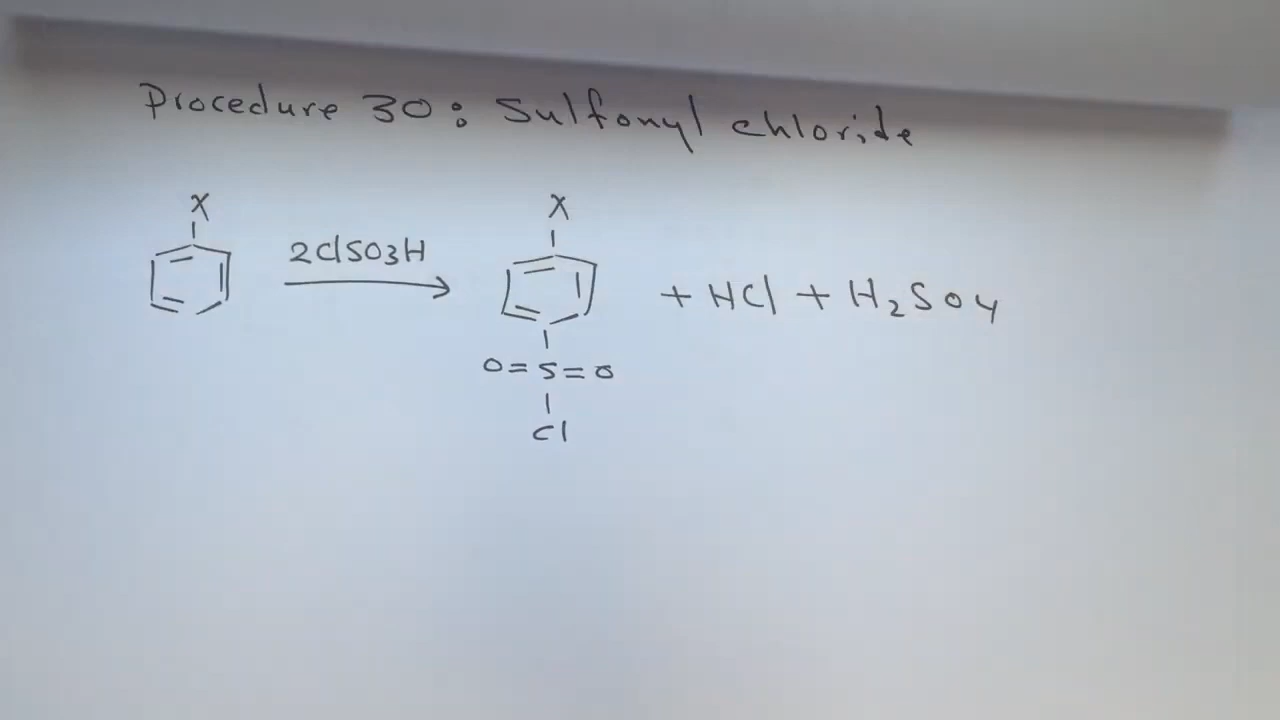 Procedure 30: Sulfonyl chloride
X X
2ClSO3H
+ HCl + H2SO4
O=S=O
Cl